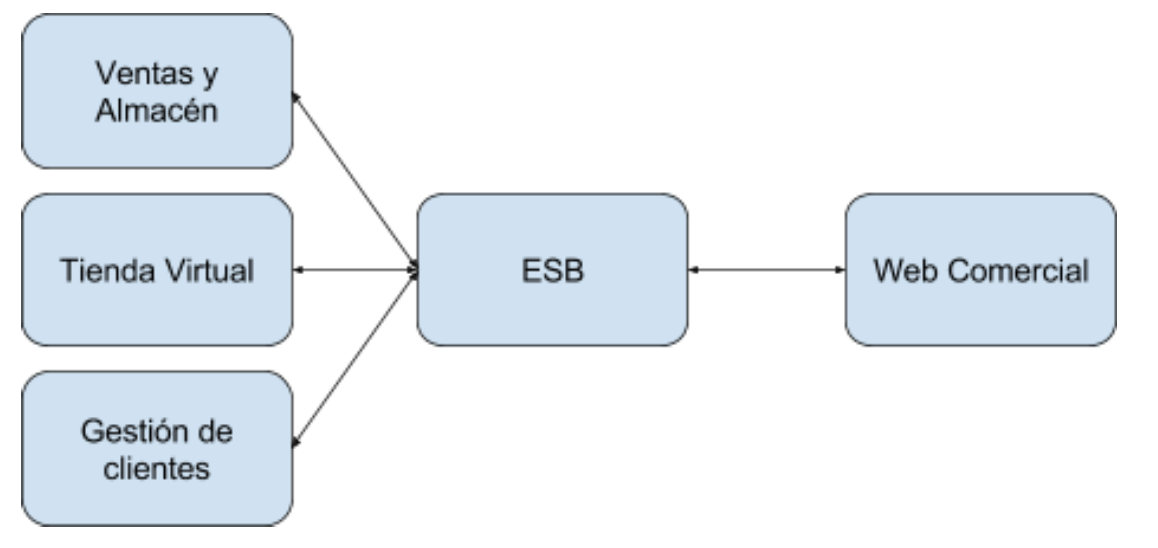 Ventas y
Almacén
Tienda Virtual
ESB
Web Comercial
Gestión de
clientes